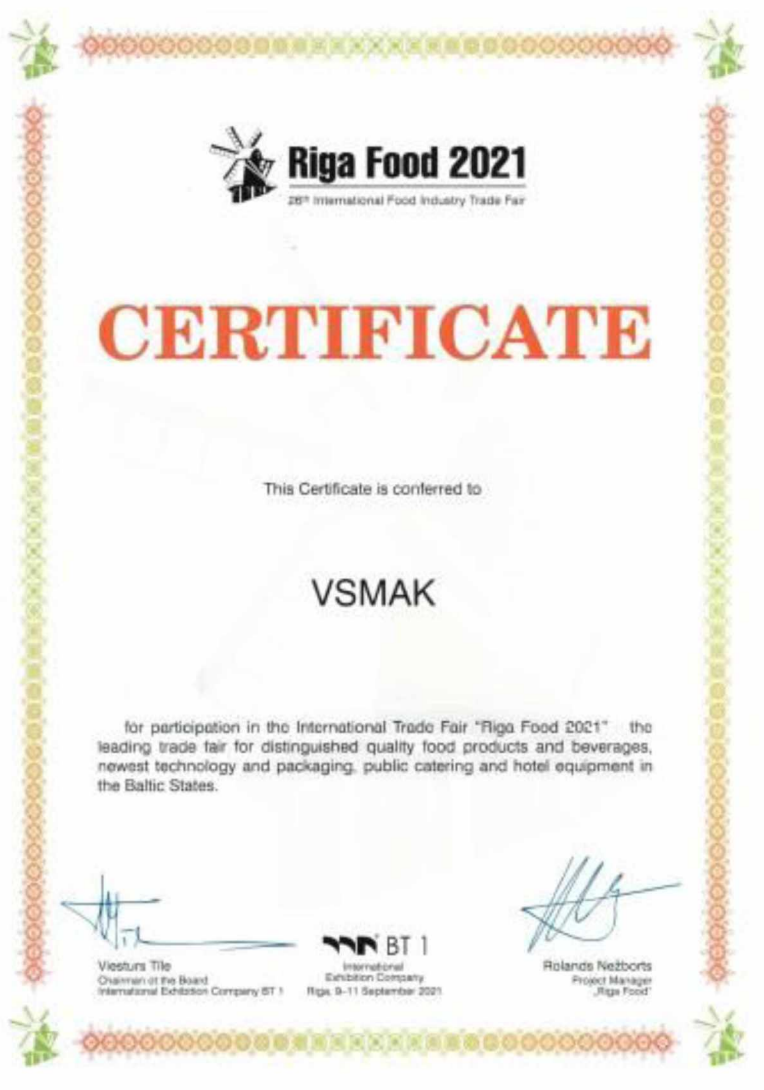 Riga Food 2021
26th International Food Industry Trade Fair
CERTIFICATE
This Certificate is conferred to
VSMAK
for participation in the International Trade Fair "Riga Food 2021" the
leading trade fair for distinguished quality food products and beverages,
newest technology and packaging, public catering and hotel equipment in
the Baltic States.
Viesturs Tīle
Chairman of the Board
International Exhibition Company BT 1
BT 1
International
Exhibition Company
Riga, 9–11 September 2021
Rolands Nežborts
Project Manager
„Riga Food"